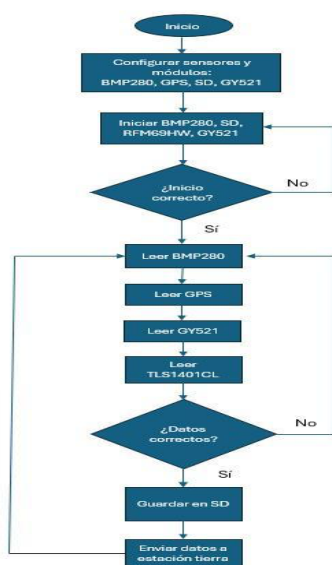 Inicio
Configurar sensores y
módulos:
BMP280, GPS, SD, GY521
Iniciar BMP280, SD,
RFM69HW, GY521
¿Inicio
correcto?
No
Sí
Leer BMP280
Leer GPS
Leer GY521
Leer
TLS1401CL
¿Datos
correctos?
No
Sí
Guardar en SD
Enviar datos a
estación tierra